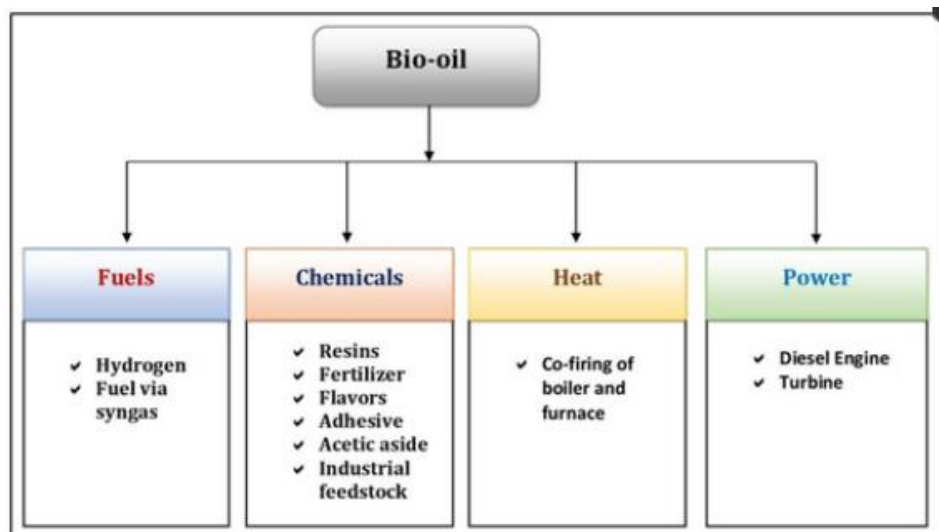 Bio-oil
Fuels
Hydrogen
Fuel via
syngas
Chemicals
Resins
Fertilizer
Flavors
Adhesive
Acetic aside
Industrial
feedstock
Heat
Co-firing of
boiler and
furnace
Power
Diesel Engine
Turbine